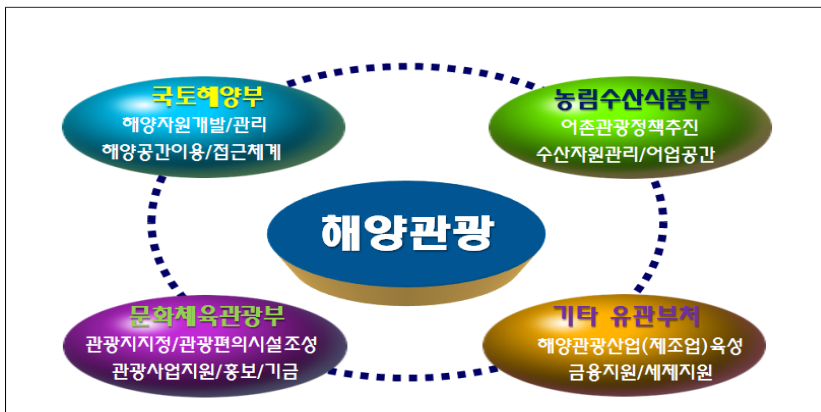 국토해양부
해양자원개발/관리
해양공간이용/접근체계
농림수산식품부
어촌관광정책추진
수산자원관리/어업공간
해양관광
문화체육관광부
관광지지정/관광편의시설조성
관광사업지원/홍보/기금
기타 유관부처
해양관광산업(제조업)육성
금융지원/세제지원